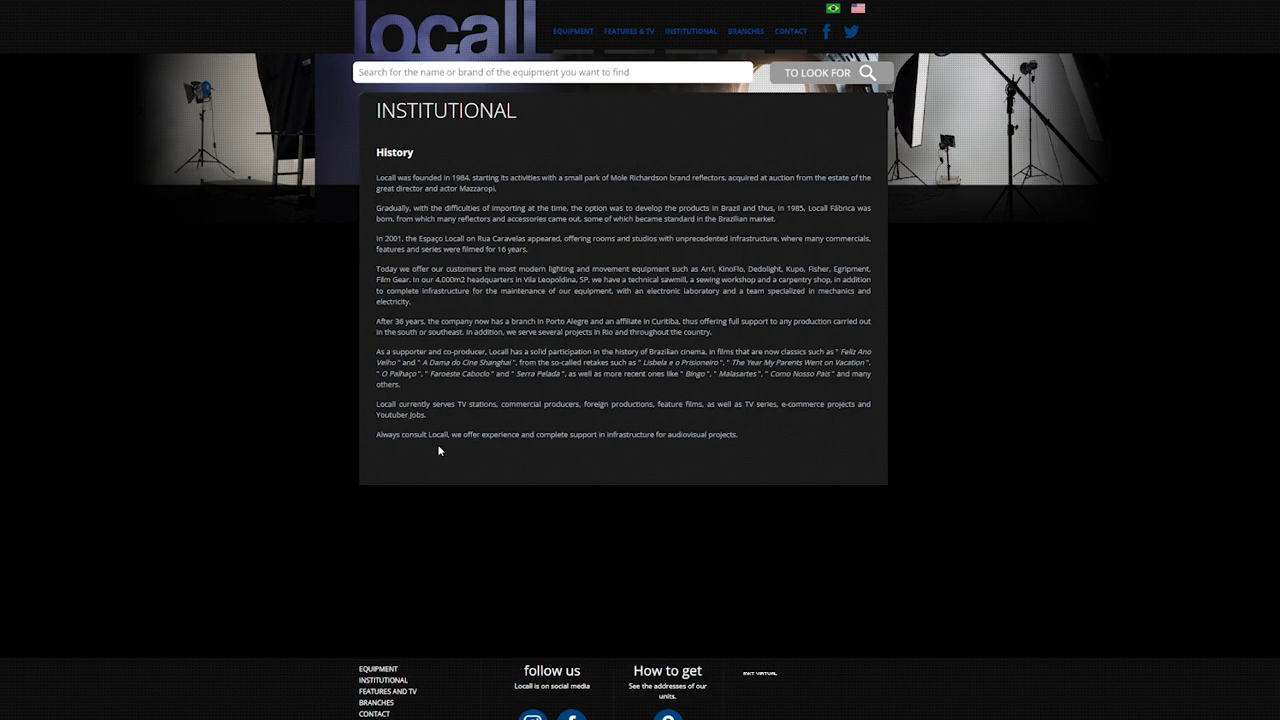 locall
EQUIPMENT FEATURES & TV INSTITUTIONAL BRANCHES CONTACT
Search for the name or brand of the equipment you want to find
TO LOOK FOR
INSTITUTIONAL
History
Locall was founded in 1984, starting its activities with a small park of Mole Richardson brand reflectors, acquired at auction from the estate of the
great director and actor Mazzaropi.
Gradually, with the difficulties of importing at the time, the option was to develop the products in Brazil and thus, in 1985, Locall Fábrica was
born, from which many reflectors and accessories came out, some of which became standard in the Brazilian market.
In 2001, the Espaço Locall on Rua Caravelas appeared, offering rooms and studios with unprecedented infrastructure, where many commercials,
features and series were filmed for 16 years.
Today we offer our customers the most modern lighting and movement equipment such as Arri, KinoFlo, Dedolight, Kupo, Fisher, Egripment,
Film Gear. In our 4,000m2 headquarters in Vila Leopoldina, SP, we have a technical sawmill, a sewing workshop and a carpentry shop, in addition
to complete infrastructure for the maintenance of our equipment, with an electronic laboratory and a team specialized in mechanics and
electricity.
After 36 years, the company now has a branch in Porto Alegre and an affiliate in Curitiba, thus offering full support to any production carried out
in the south or southeast. In addition, we serve several projects in Rio and throughout the country.
As a supporter and co-producer, Locall has a solid participation in the history of Brazilian cinema, in films that are now classics such as " Feliz Ano
Velho " and " A Dama do Cine Shanghai ", from the so-called retakes such as " Lisbela e o Prisioneiro ", " The Year My Parents Went on Vacation ",
" O Palhaço ", " Faroeste Caboclo " and " Serra Pelada ", as well as more recent ones like " Bingo ", " Malasartes ", " Como Nosso Pais " and many
others.
Locall currently serves TV stations, commercial producers, foreign productions, feature films, as well as TV series, e-commerce projects and
Youtuber Jobs.
Always consult Locall, we offer experience and complete support in infrastructure for audiovisual projects.
EQUIPMENT
INSTITUTIONAL
FEATURES AND TV
BRANCHES
CONTACT
follow us
Locall is on social media
How to get
See the addresses of our
units.
MKT VIRTUAL